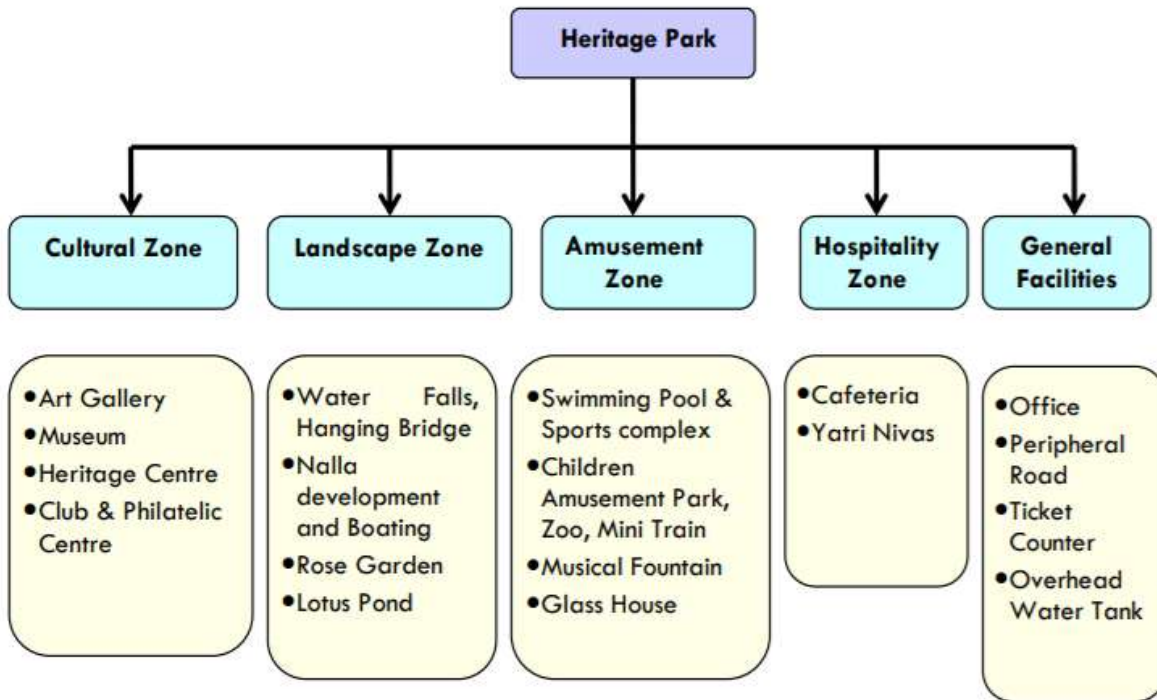 Heritage Park
Cultural Zone
Landscape Zone
Amusement
Zone
Hospitality
Zone
General
Facilities
•Art Gallery
•Museum
•Heritage Centre
•Club & Philatelic
Centre
•Water Falls,
Hanging Bridge
•Nalla
development
and Boating
•Rose Garden
•Lotus Pond
•Swimming Pool &
Sports complex
•Children
Amusement Park,
Zoo, Mini Train
•Musical Fountain
•Glass House
•Cafeteria
•Yatri Nivas
•Office
•Peripheral
Road
•Ticket
Counter
•Overhead
Water Tank